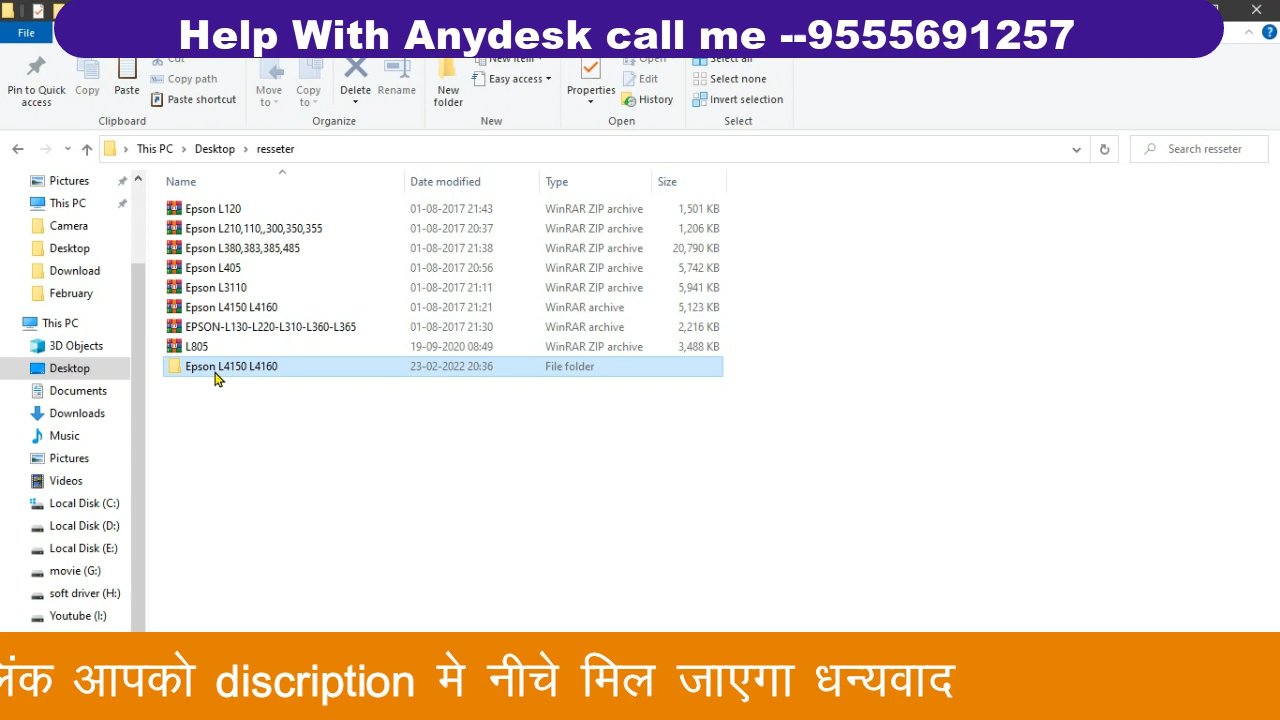 Help With Anydesk call me --9555691257
File
Pin to Quick access
Copy
Paste
Cut
Copy path
Paste shortcut
Clipboard
Move to
Copy to
Delete
Rename
Organize
New folder
New item
Easy access
New
Properties
Open
Edit
History
Open
Select all
Select none
Invert selection
Select
This PC > Desktop > resseter
Search resseter
Name Date modified Type Size
Epson L120 01-08-2017 21:43 WinRAR ZIP archive 1,501 KB
Epson L210,110,,300,350,355 01-08-2017 20:37 WinRAR ZIP archive 1,206 KB
Epson L380,383,385,485 01-08-2017 21:38 WinRAR ZIP archive 20,790 KB
Epson L405 01-08-2017 20:56 WinRAR ZIP archive 5,742 KB
Epson L3110 01-08-2017 21:11 WinRAR ZIP archive 5,941 KB
Epson L4150 L4160 01-08-2017 21:21 WinRAR archive 5,123 KB
EPSON-L130-L220-L310-L360-L365 01-08-2017 21:30 WinRAR archive 2,216 KB
L805 19-09-2020 08:49 WinRAR ZIP archive 3,488 KB
Epson L4150 L4160 23-02-2022 20:36 File folder
Pictures
This PC
Camera
Desktop
Download
February
This PC
3D Objects
Desktop
Documents
Downloads
Music
Pictures
Videos
Local Disk (C:)
Local Disk (D:)
Local Disk (E:)
movie (G:)
soft driver (H:)
Youtube (I:)
लिंक आपको discription मे नीचे मिल जाएगा धन्यवाद